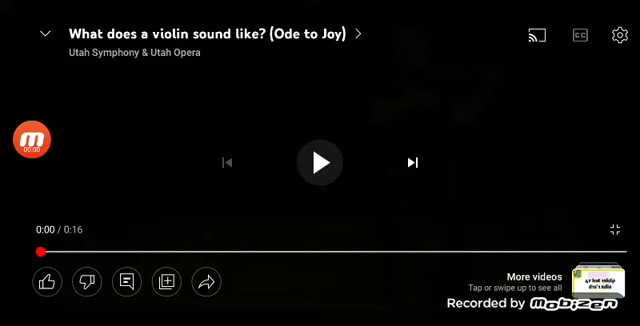 What does a violin sound like? (Ode to Joy)
Utah Symphony & Utah Opera
CC
m
00:00
0:00 / 0:16
More videos
Tap or swipe up to see all
Recorded by Mobizen